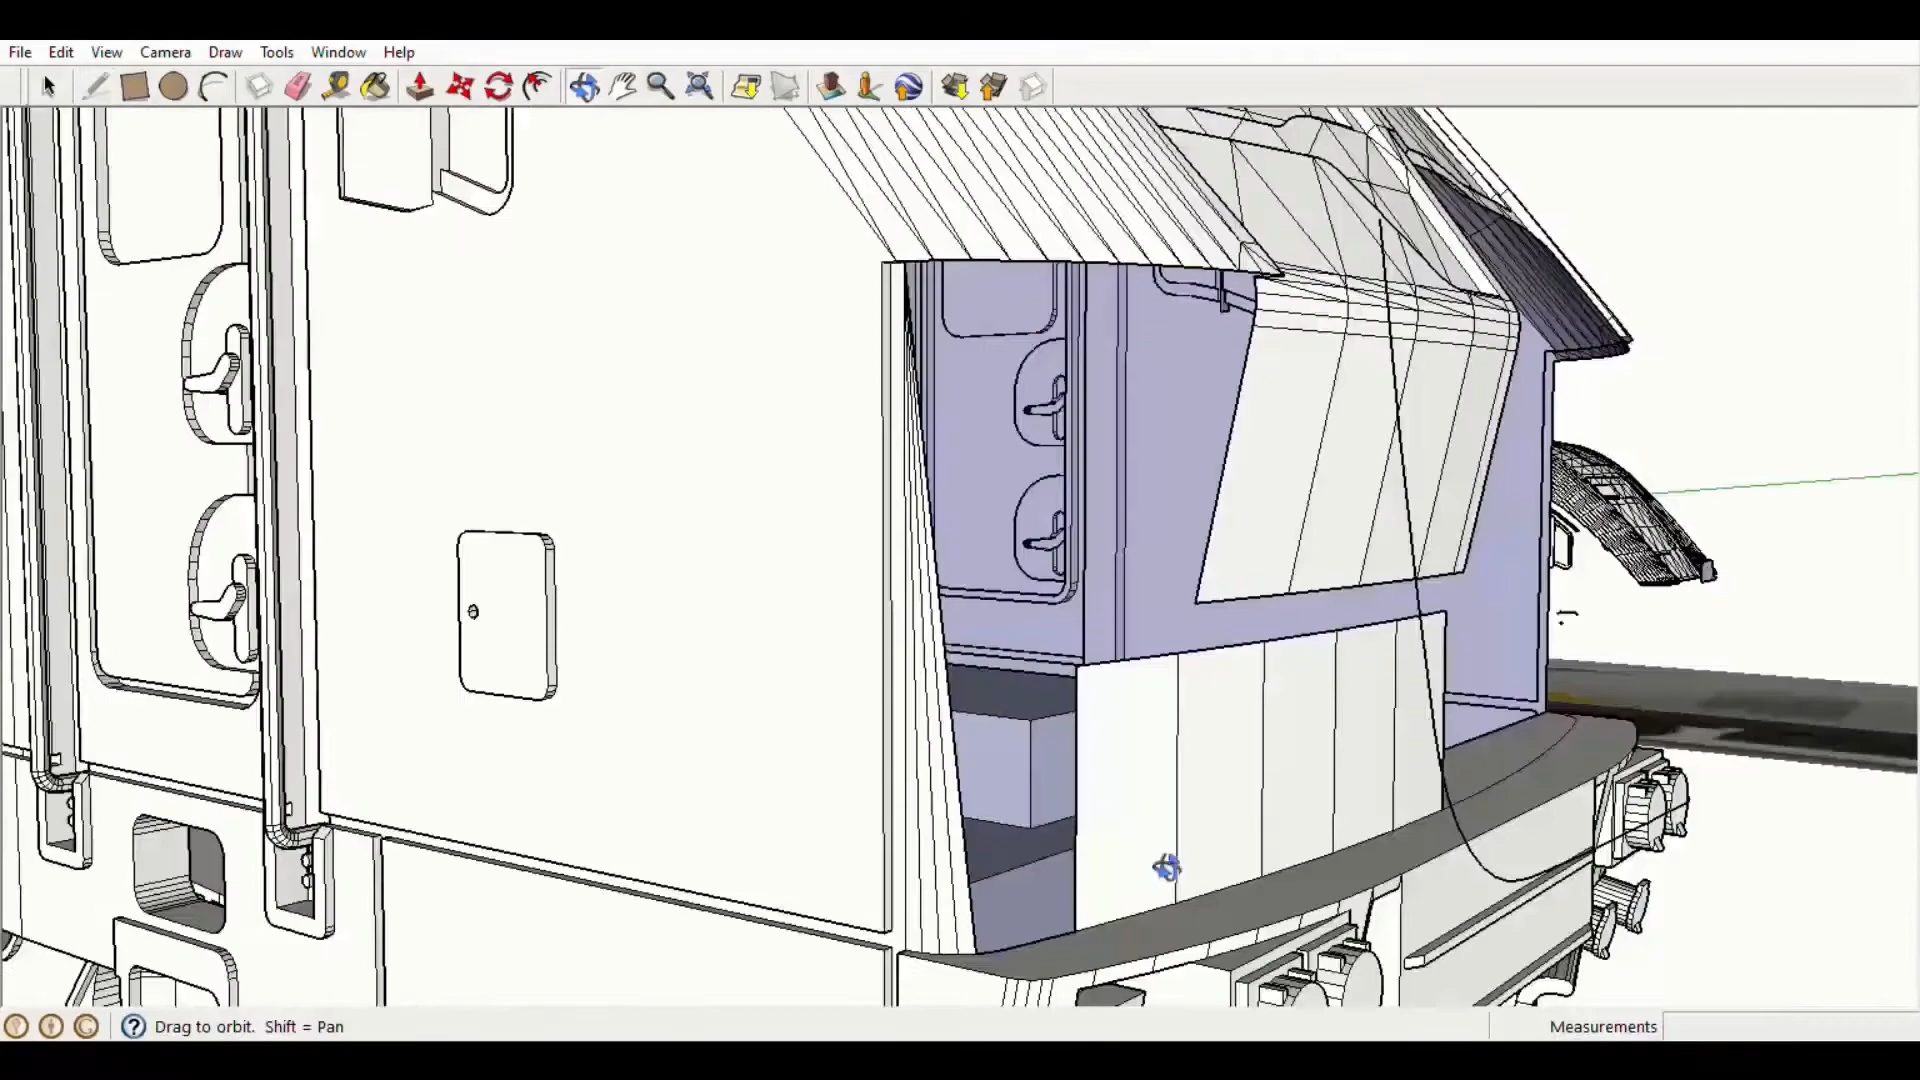 File Edit View Camera Draw Tools Window Help
Drag to orbit. Shift = Pan
Measurements